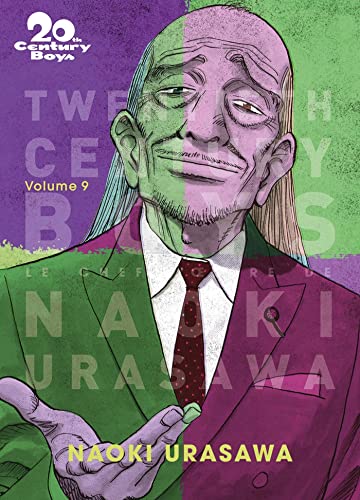 20th
Century
Boys
TWENTIETH
CENTURY
Volume 9
BOYS
LE CHEF D'ŒUVRE DE
NAOKI
URASAWA
NAOKI URASAWA